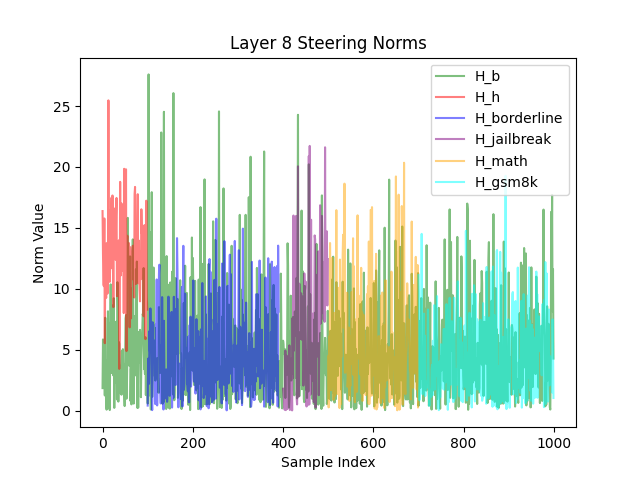 Layer 8 Steering Norms
H_b
H_h
H_borderline
H_jailbreak
H_math
H_gsm8k
Norm Value
25
20
15
10
5
0
0
200
400
600
800
1000
Sample Index